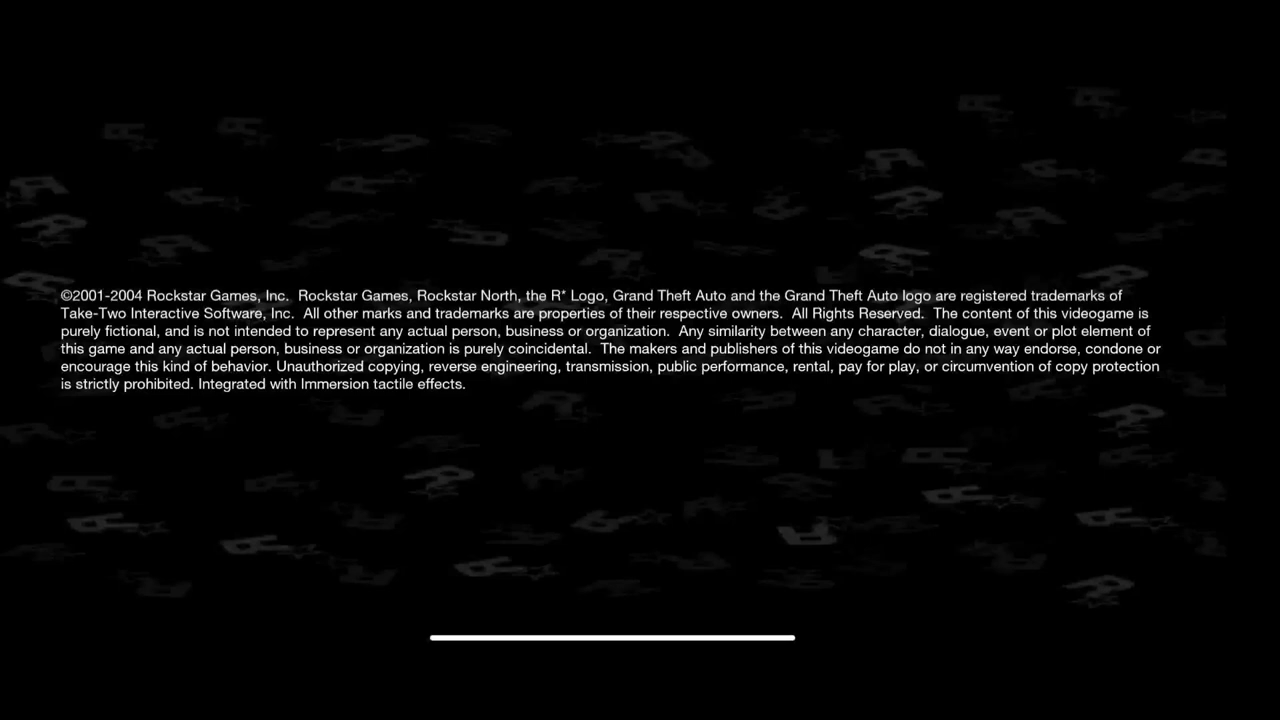 ©2001-2004 Rockstar Games, Inc.  Rockstar Games, Rockstar North, the R* Logo, Grand Theft Auto and the Grand Theft Auto logo are registered trademarks of
Take-Two Interactive Software, Inc.  All other marks and trademarks are properties of their respective owners.  All Rights Reserved.  The content of this videogame is
purely fictional, and is not intended to represent any actual person, business or organization.  Any similarity between any character, dialogue, event or plot element of
this game and any actual person, business or organization is purely coincidental.  The makers and publishers of this videogame do not in any way endorse, condone or
encourage this kind of behavior. Unauthorized copying, reverse engineering, transmission, public performance, rental, pay for play, or circumvention of copy protection
is strictly prohibited. Integrated with Immersion tactile effects.